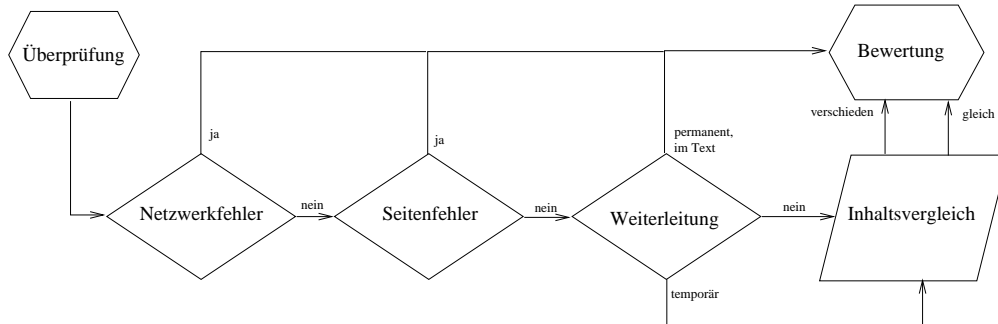 Überprüfung
Bewertung
verschieden
gleich
ja
ja
permanent,
im Text
Netzwerkfehler
nein
Seitenfehler
nein
Weiterleitung
nein
Inhaltsvergleich
temporär